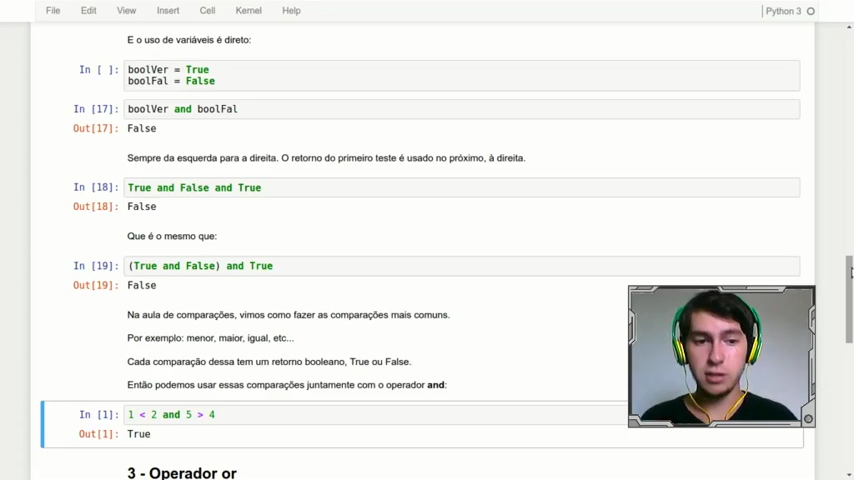 File Edit View Insert Cell Kernel Help Python 3
E o uso de variáveis é direto:
In [ ]: boolVer = True
boolFal = False
In [17]: boolVer and boolFal
Out[17]: False
Sempre da esquerda para a direita. O retorno do primeiro teste é usado no próximo, à direita.
In [18]: True and False and True
Out[18]: False
Que é o mesmo que:
In [19]: (True and False) and True
Out[19]: False
Na aula de comparações, vimos como fazer as comparações mais comuns.
Por exemplo: menor, maior, igual, etc...
Cada comparação dessa tem um retorno booleano, True ou False.
Então podemos usar essas comparações juntamente com o operador and:
In [1]: 1 < 2 and 5 > 4
Out[1]: True
3 - Operador or